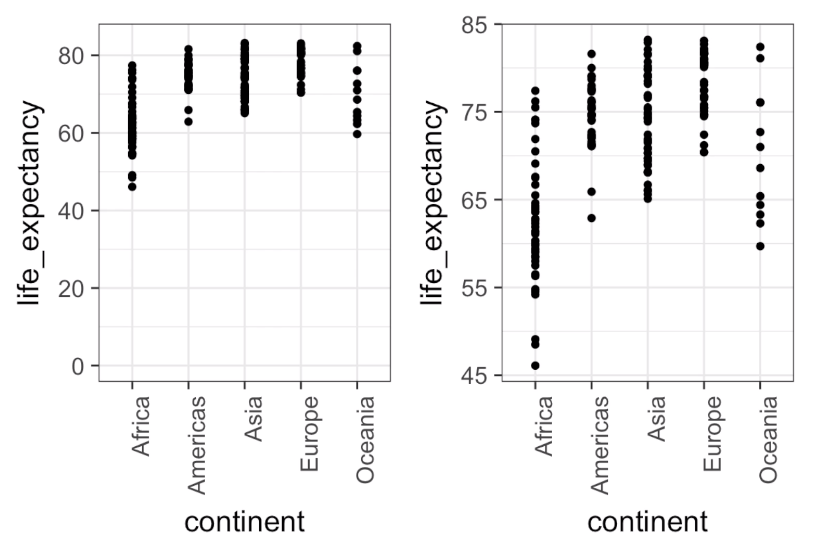 life_expectancy
80
60
40
20
0
Africa
Americas
Asia
Europe
Oceania
continent
life_expectancy
85
75
65
55
45
Africa
Americas
Asia
Europe
Oceania
continent